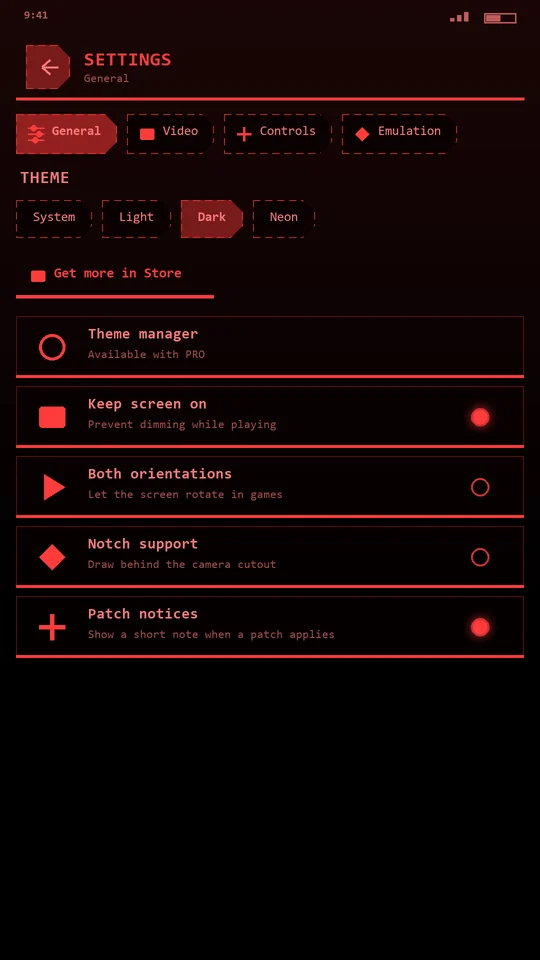 9:41
SETTINGS
General
General
Video
Controls
Emulation
THEME
System
Light
Dark
Neon
Get more in Store
Theme manager
Available with PRO
Keep screen on
Prevent dimming while playing
Both orientations
Let the screen rotate in games
Notch support
Draw behind the camera cutout
Patch notices
Show a short note when a patch applies